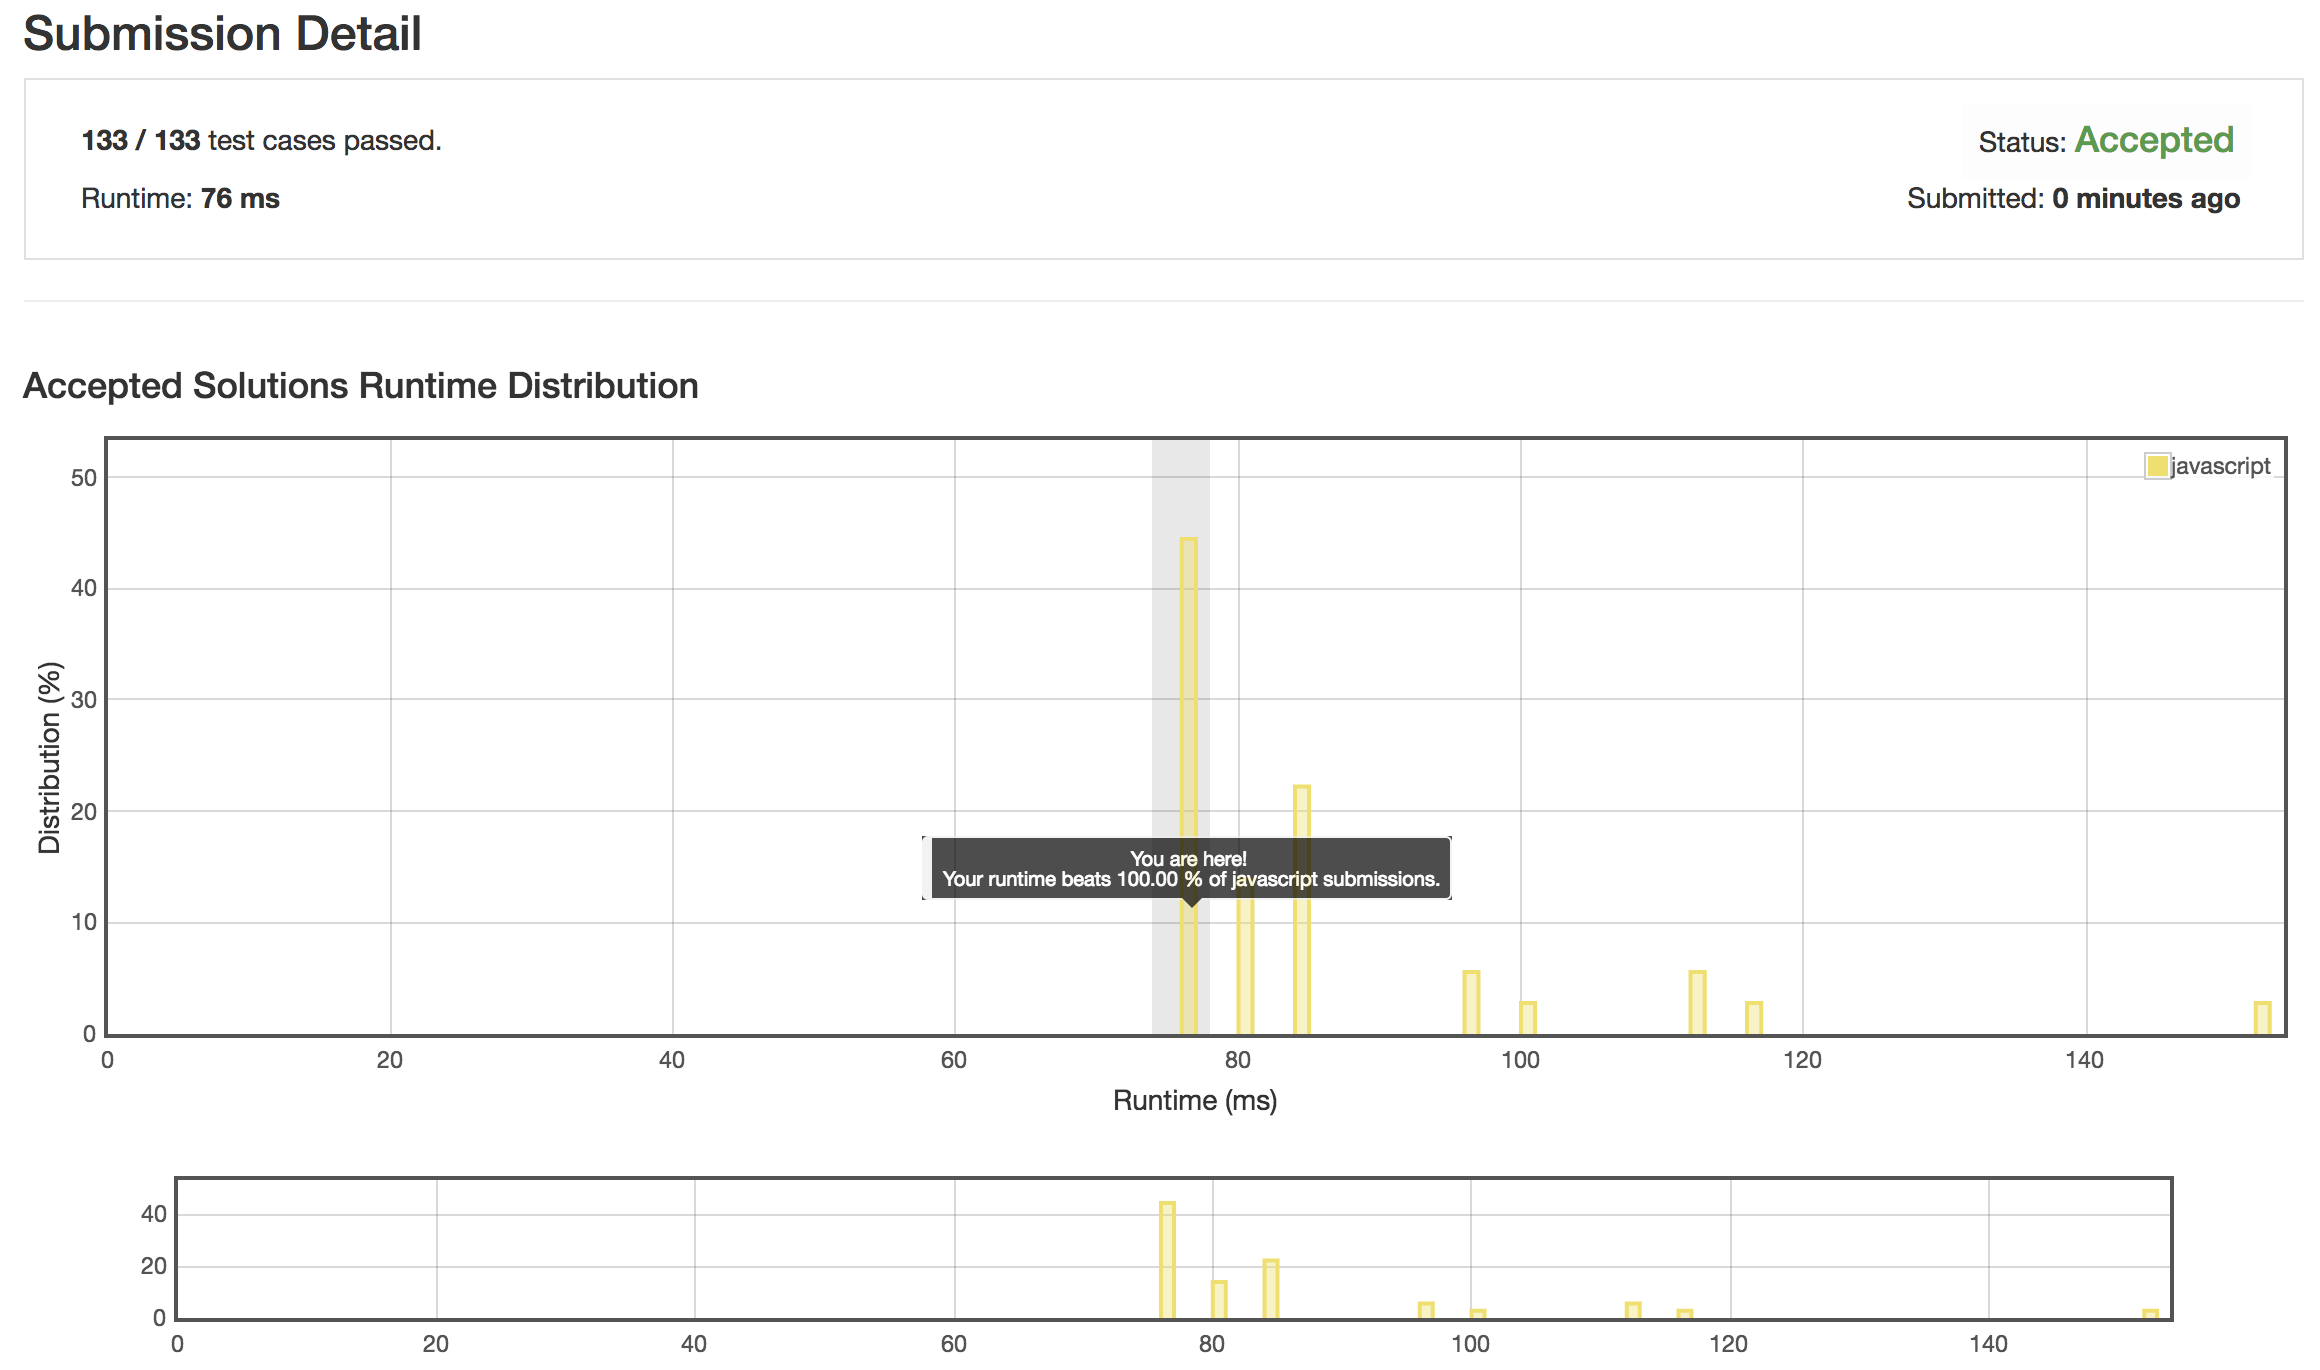 Submission Detail
133 / 133 test cases passed.
Status: Accepted
Runtime: 76 ms
Submitted: 0 minutes ago
Accepted Solutions Runtime Distribution
javascript
50
40
30
20
10
0
Distribution (%)
You are here!
Your runtime beats 100.00 % of javascript submissions.
0 20 40 60 80 100 120 140
Runtime (ms)
40
20
0
0 20 40 60 80 100 120 140